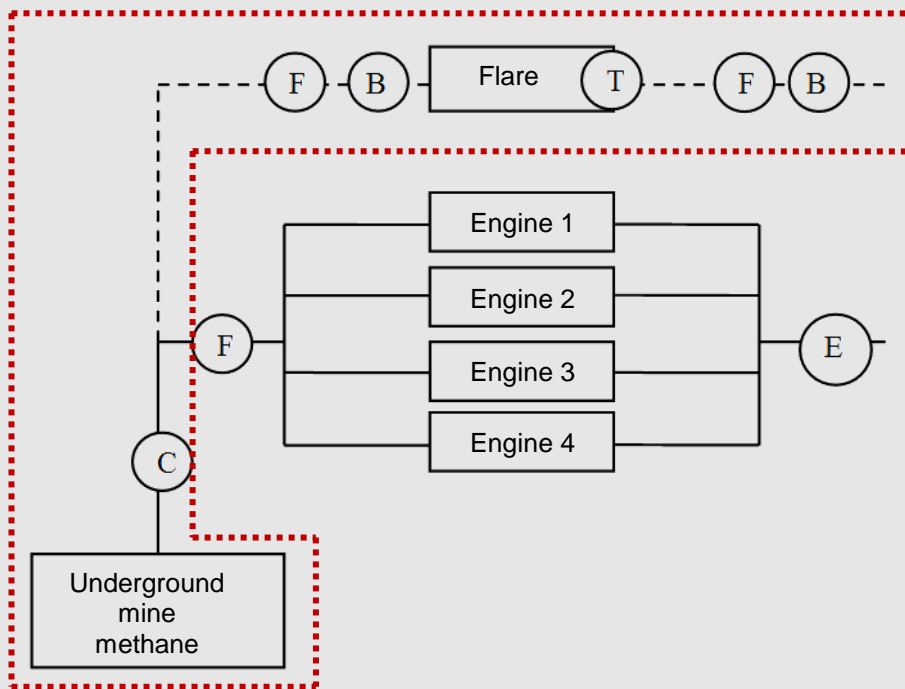 F B Flare T F B
Engine 1
Engine 2
F E
Engine 3
Engine 4
C
Underground
mine
methane